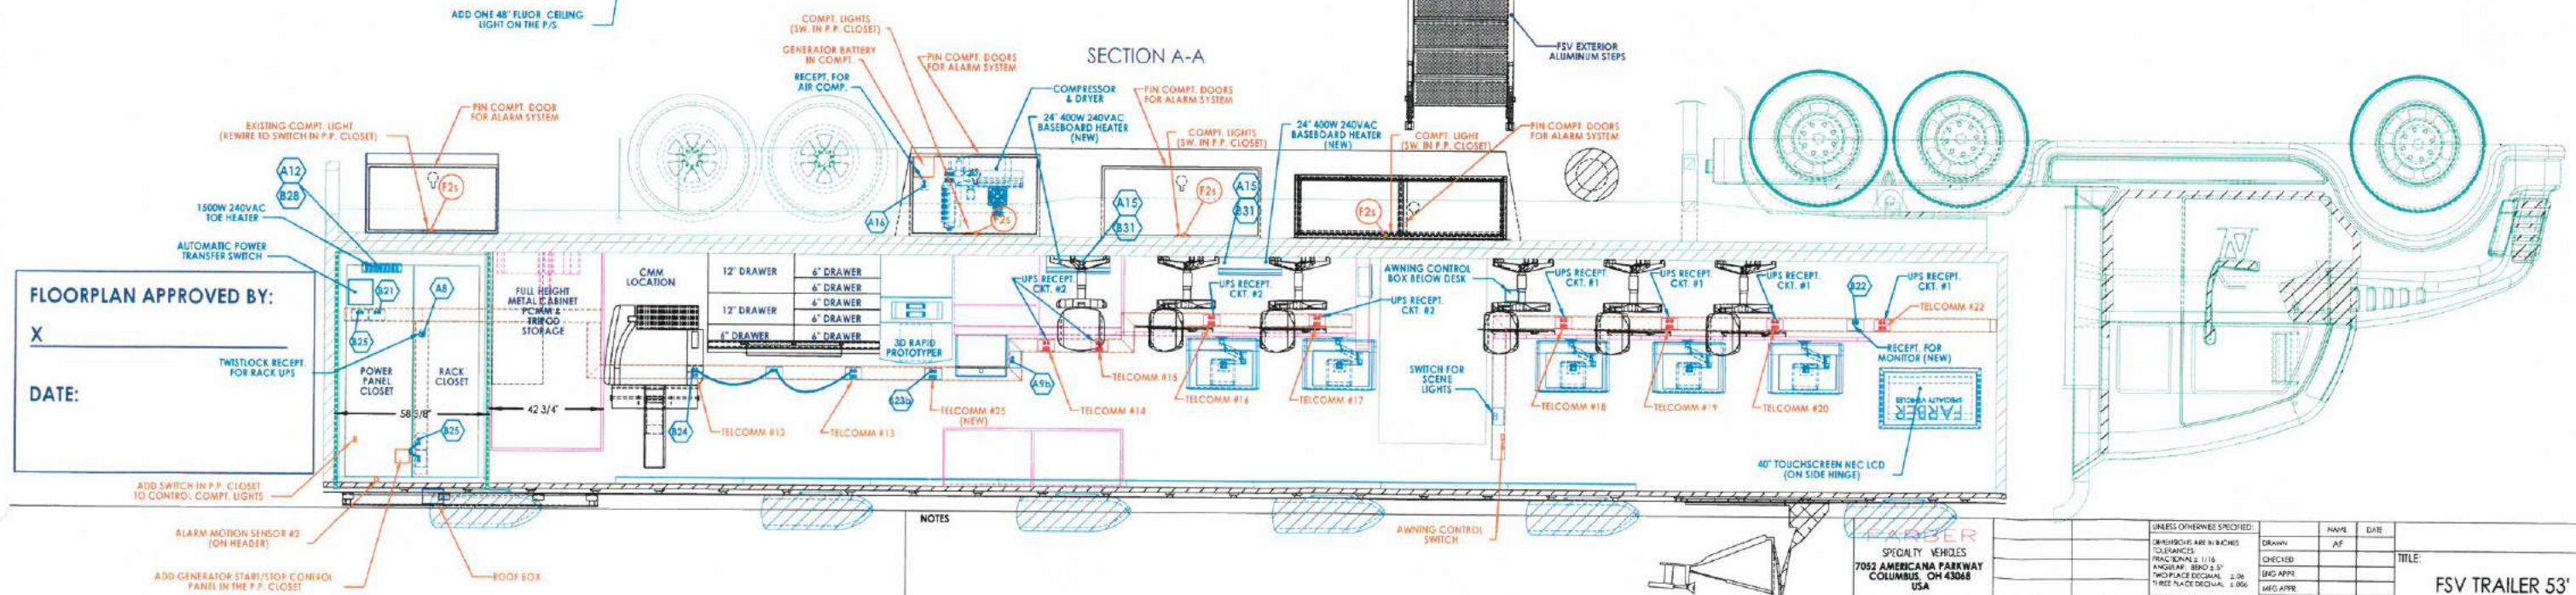 ADD ONE 48" FLUOR. CEILING
LIGHT ON THE P/S
COMPT. LIGHTS
(SW. IN P.P. CLOSET)
GENERATOR BATTERY
IN COMPT.
RECEPT. FOR
AIR COMP.
PIN COMPT. DOORS
FOR ALARM SYSTEM
SECTION A-A
COMPRESSOR
& DRYER
24" 400W 240VAC
BASEBOARD HEATER
(NEW)
PIN COMPT. DOORS
FOR ALARM SYSTEM
COMPT. LIGHTS
(SW. IN P.P. CLOSET)
24" 400W 240VAC
BASEBOARD HEATER
(NEW)
COMPT. LIGHT
(SW. IN P.P. CLOSET)
PIN COMPT. DOORS
FOR ALARM SYSTEM
FSV EXTERIOR
ALUMINUM STEPS
PIN COMPT. DOOR
FOR ALARM SYSTEM
EXISTING COMPT. LIGHT
(REWIRE TO SWITCH IN P.P. CLOSET)
A12
B28
F2s
1500W 240VAC
TOE HEATER
AUTOMATIC POWER
TRANSFER SWITCH
A16
F2s
A15
B31
F2s
A15
B31
F2s
FLOORPLAN APPROVED BY:
X
DATE:
B21
A8
B25
TWISTLOCK RECEPT.
FOR RACK UPS
POWER
PANEL
CLOSET
RACK
CLOSET
58 3/8"
42 3/4"
B25
FULL HEIGHT
METAL CABINET
PCMM &
TRIPOD
STORAGE
CMM
LOCATION
12" DRAWER
6" DRAWER
6" DRAWER
12" DRAWER
6" DRAWER
6" DRAWER
6" DRAWER
6" DRAWER
3D RAPID
PROTOTYPER
UPS RECEPT.
CKT. #2
UPS RECEPT.
CKT. #2
UPS RECEPT.
CKT. #2
AWNING CONTROL
BOX BELOW DESK
UPS RECEPT.
CKT. #1
UPS RECEPT.
CKT. #1
UPS RECEPT.
CKT. #1
B22
UPS RECEPT.
CKT. #1
TELCOMM #22
RECEPT. FOR
MONITOR (NEW)
SWITCH FOR
SCENE
LIGHTS
B24
TELCOMM #12
TELCOMM #13
B23b
TELCOMM #25
(NEW)
A9b
TELCOMM #14
TELCOMM #15
TELCOMM #16
TELCOMM #17
TELCOMM #18
TELCOMM #19
TELCOMM #20
FARBER
SPECIALTY VEHICLES
40" TOUCHSCREEN NEC LCD
(ON SIDE HINGE)
ADD SWITCH IN P.P. CLOSET
TO CONTROL COMPT. LIGHTS
ALARM MOTION SENSOR #2
(ON HEADER)
ADD GENERATOR START/STOP CONTROL
PANEL IN THE P.P. CLOSET
ROOF BOX
NOTES
AWNING CONTROL
SWITCH
FARBER
SPECIALTY VEHICLES
7052 AMERICANA PARKWAY
COLUMBUS, OH 43068
USA
UNLESS OTHERWISE SPECIFIED:
DIMENSIONS ARE IN INCHES
TOLERANCES:
FRACTIONAL ± 1/16
TWO PLACE DECIMAL ±.06
THREE PLACE DECIMAL ±.006
NAME
DATE
DRAWN
AF
CHECKED
ENG APPR.
MFG APPR.
TITLE:
FSV TRAILER 53'